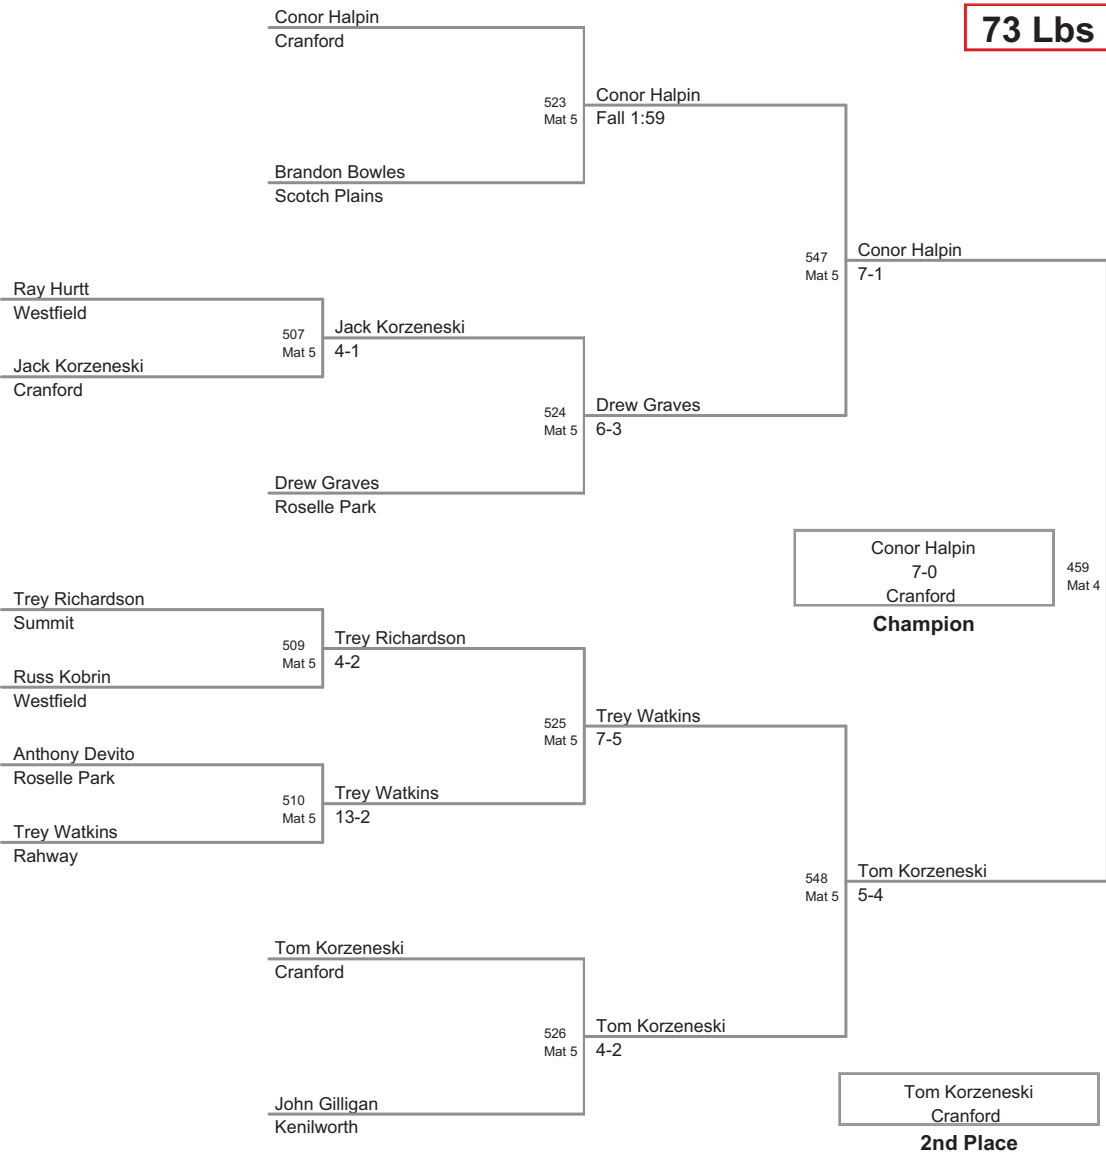 Conor Halpin
Cranford
73 Lbs
523
Mat 5
Conor Halpin
Fall 1:59
Brandon Bowles
Scotch Plains
547
Mat 5
Conor Halpin
7-1
Ray Hurtt
Westfield
507
Mat 5
Jack Korzeneski
4-1
Jack Korzeneski
Cranford
524
Mat 5
Drew Graves
6-3
Drew Graves
Roselle Park
Conor Halpin
7-0
Cranford
Champion
459
Mat 4
Trey Richardson
Summit
509
Mat 5
Trey Richardson
4-2
Russ Kobrin
Westfield
525
Mat 5
Trey Watkins
7-5
Anthony Devito
Roselle Park
510
Mat 5
Trey Watkins
13-2
Trey Watkins
Rahway
548
Mat 5
Tom Korzeneski
5-4
Tom Korzeneski
Cranford
526
Mat 5
Tom Korzeneski
4-2
John Gilligan
Kenilworth
Tom Korzeneski
Cranford
2nd Place